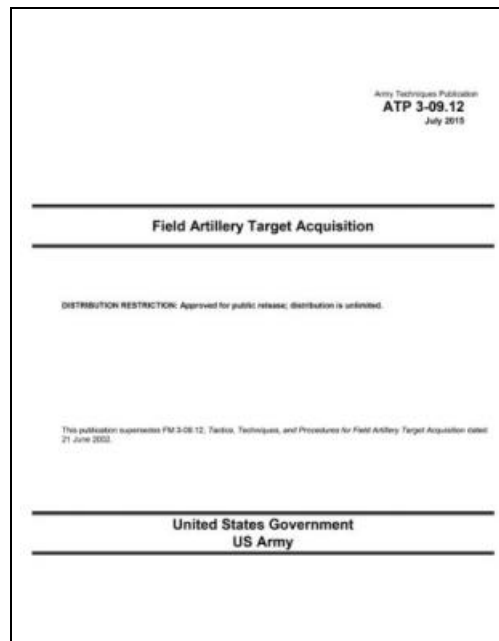 Army Techniques Publication
ATP 3-09.12
July 2015
Field Artillery Target Acquisition
DISTRIBUTION RESTRICTION: Approved for public release; distribution is unlimited.
This publication supersedes FM 3-09.12, Tactics, Techniques, and Procedures for Field Artillery Target Acquisition dated
21 June 2002.
United States Government
US Army